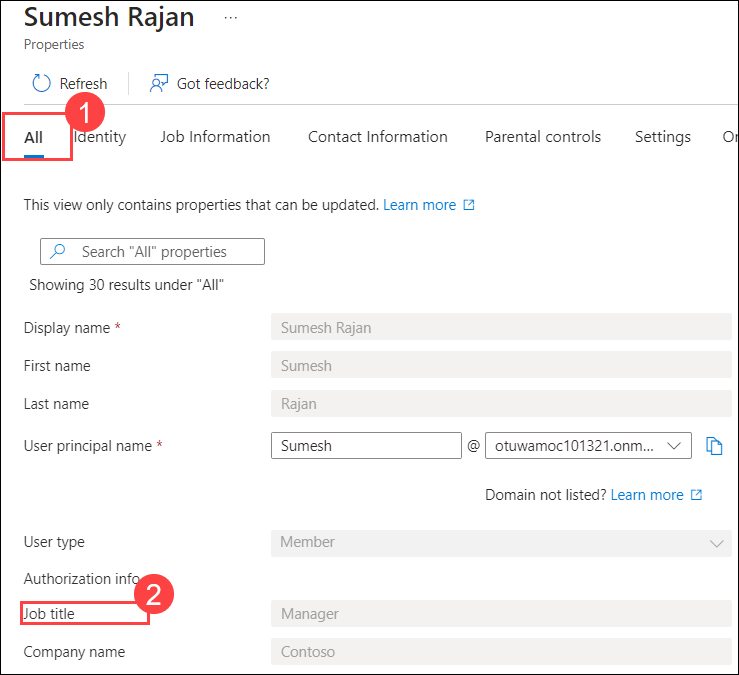 Sumesh Rajan ...
Properties
Refresh Got feedback?
1
All Identity Job Information Contact Information Parental controls Settings On
This view only contains properties that can be updated. Learn more
Search "All" properties
Showing 30 results under "All"
Display name * Sumesh Rajan
First name Sumesh
Last name Rajan
User principal name * Sumesh @ otuwamoc101321.onm...
Domain not listed? Learn more
User type Member
Authorization info
2
Job title Manager
Company name Contoso